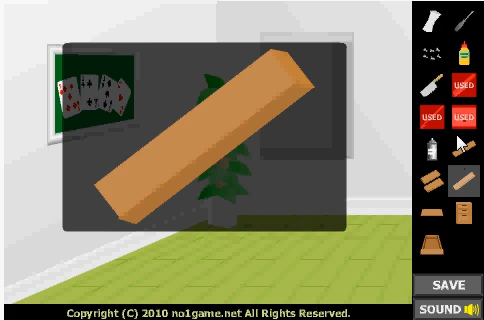 USED
USED
USED
SAVE
SOUND
Copyright (C) 2010 no1game.net All Rights Reserved.